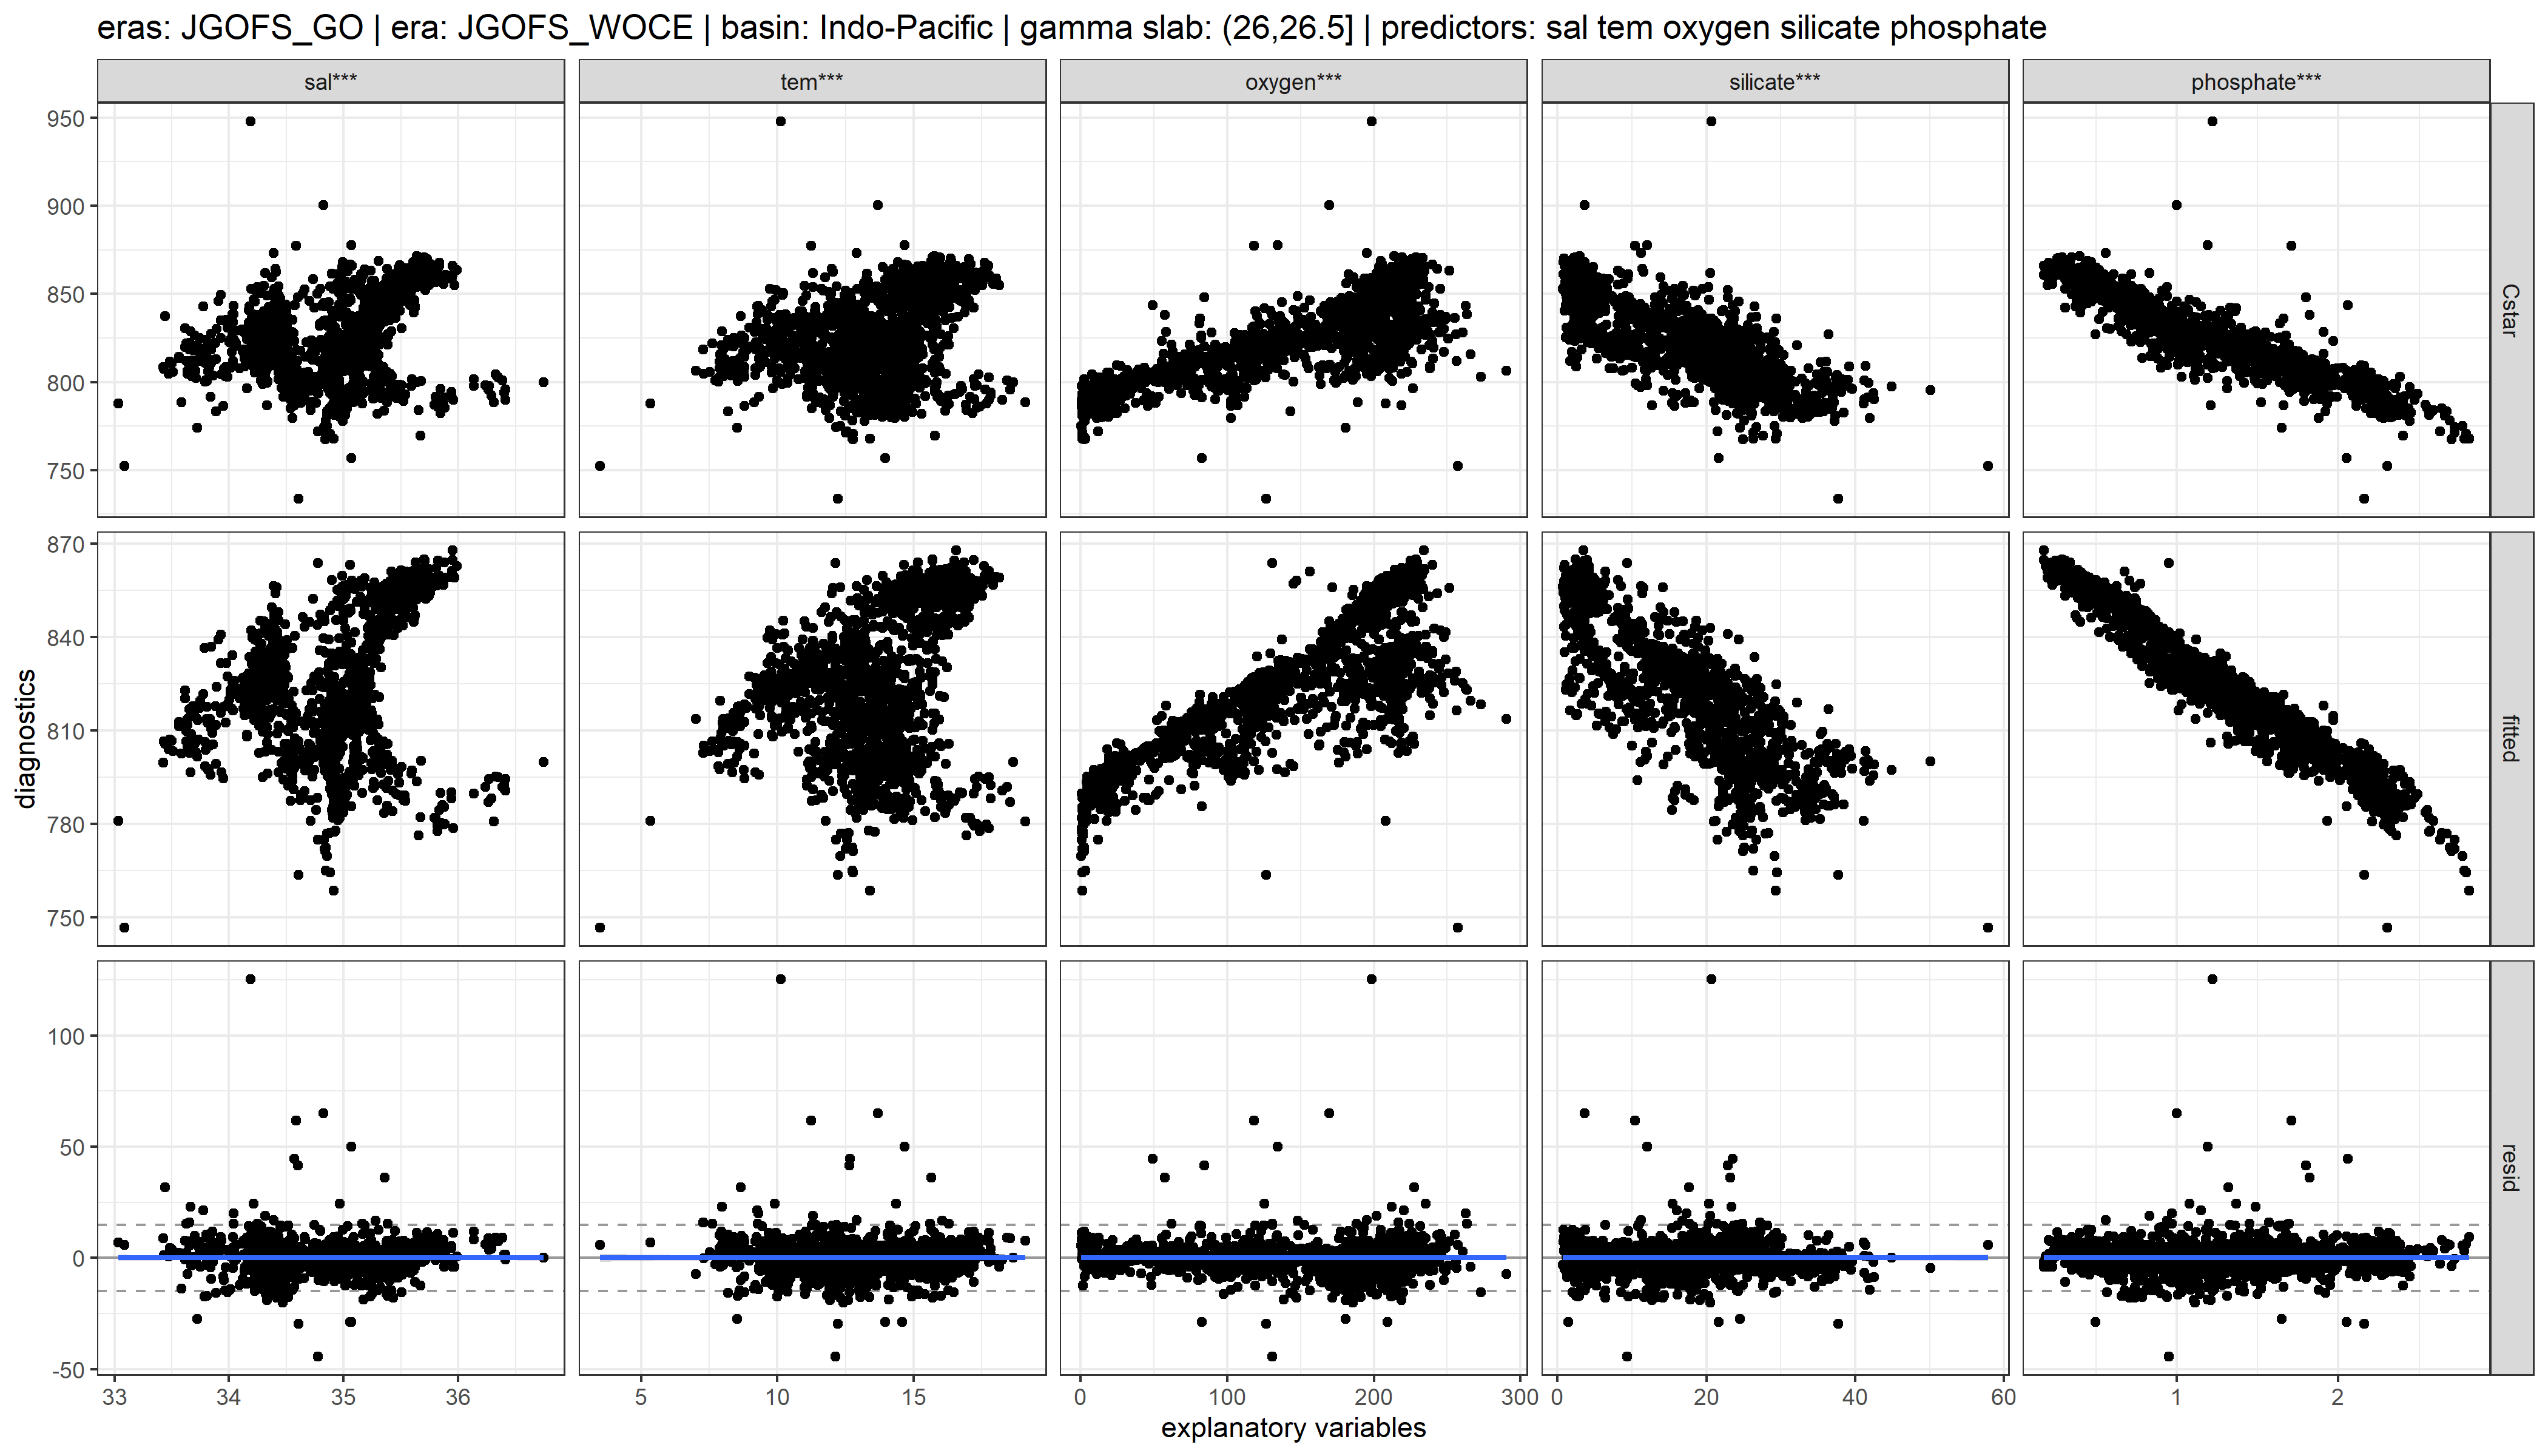 eras: JGOFS_GO | era: JGOFS_WOCE | basin: Indo-Pacific | gamma slab: (26,26.5] | predictors: sal tem oxygen silicate phosphate
sal*** tem*** oxygen*** silicate*** phosphate***
950
900
850
800
750
Cstar
870
840
810
780
750
fitted
diagnostics
100
50
0
-50
resid
33 34 35 36 5 10 15 0 100 200 300 0 20 40 60 1 2
explanatory variables